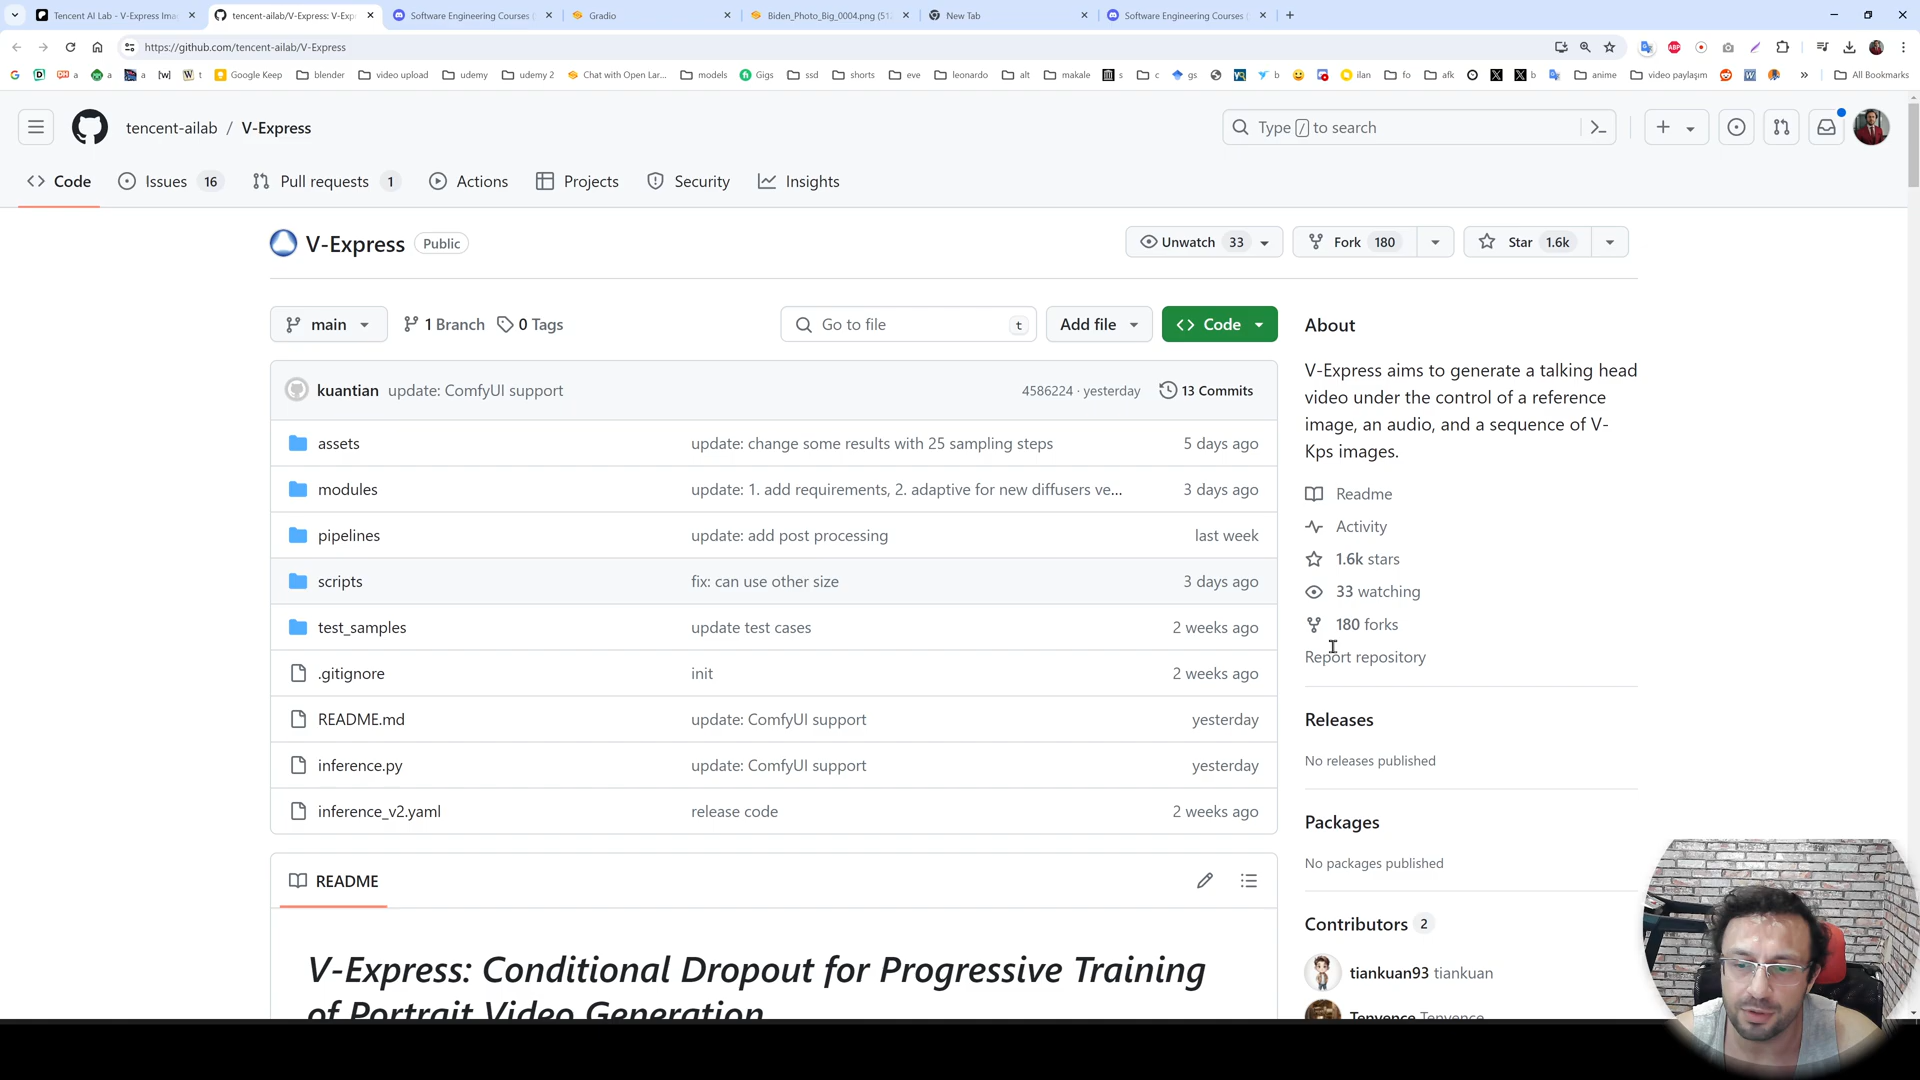 Tencent AI Lab - V-Express Ima
tencent-ailab/V-Express: V-Exp
Software Engineering Courses
Gradio
Biden_Photo_Big_0004.png (51
New Tab
Software Engineering Courses
https://github.com/tencent-ailab/V-Express
a
a
a
[w]
t
Google Keep
blender
video upload
udemy
udemy 2
Chat with Open Lar...
models
Gigs
ssd
shorts
eve
leonardo
alt
makale
s
c
gs
b
ilan
fo
afk
b
anime
video paylaşım
All Bookmarks
tencent-ailab / V-Express
Type / to search
Code
Issues 16
Pull requests 1
Actions
Projects
Security
Insights
V-Express Public
Unwatch 33
Fork 180
Star 1.6k
main
1 Branch
0 Tags
Go to file t
Add file
Code
kuantian update: ComfyUI support 4586224 · yesterday 13 Commits
assets update: change some results with 25 sampling steps 5 days ago
modules update: 1. add requirements, 2. adaptive for new diffusers ve... 3 days ago
pipelines update: add post processing last week
scripts fix: can use other size 3 days ago
test_samples update test cases 2 weeks ago
.gitignore init 2 weeks ago
README.md update: ComfyUI support yesterday
inference.py update: ComfyUI support yesterday
inference_v2.yaml release code 2 weeks ago
README
V-Express: Conditional Dropout for Progressive Training
of Portrait Video Generation
About
V-Express aims to generate a talking head
video under the control of a reference
image, an audio, and a sequence of V-
Kps images.
Readme
Activity
1.6k stars
33 watching
180 forks
Report repository
Releases
No releases published
Packages
No packages published
Contributors 2
tiankuan93 tiankuan
Tenvence Tenvence